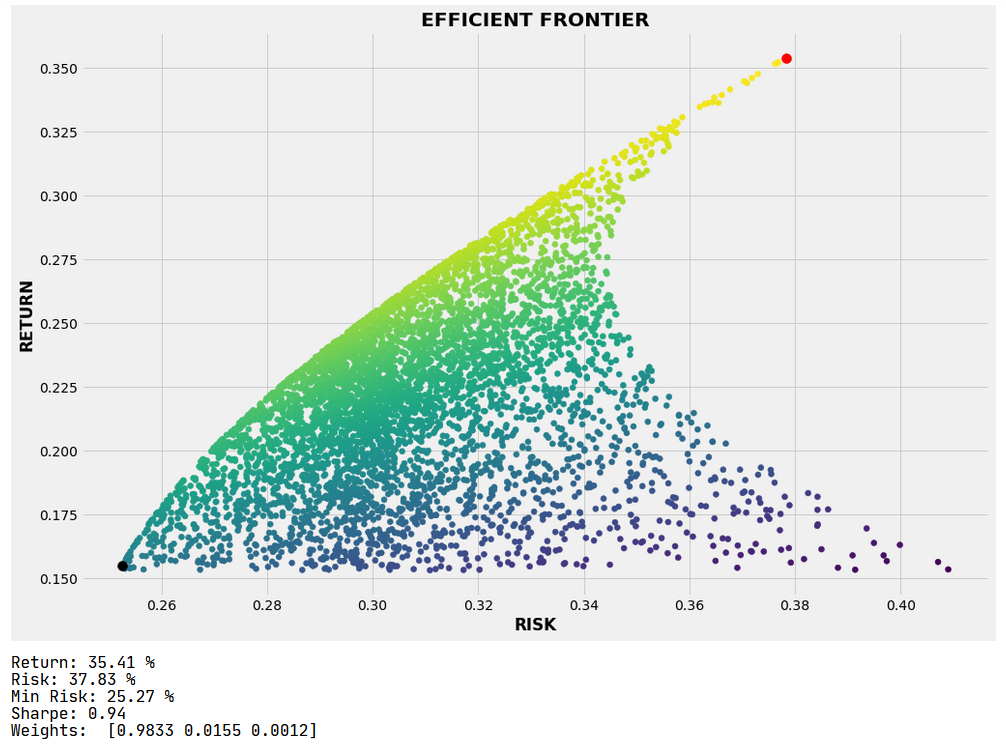 EFFICIENT FRONTIER
0.350
0.325
0.300
0.275
0.250
0.225
0.200
0.175
0.150
RETURN
0.26 0.28 0.30 0.32 0.34 0.36 0.38 0.40
RISK
Return: 35.41 %
Risk: 37.83 %
Min Risk: 25.27 %
Sharpe: 0.94
Weights:  [0.9833 0.0155 0.0012]